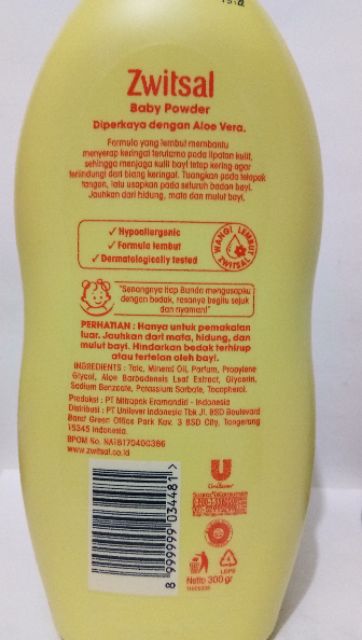 Zwitsal
Baby Powder
Diperkaya dengan Aloe Vera.
Formula yang lembut membantu
menyerap keringat terutama pada lipatan kulit,
sehingga menjaga kulit bayi tetap kering agar
terlindungi dari biang keringat. Tuangkan pada telapak
tangan, lalu usapkan pada seluruh badan bayi.
Jauhkan dari hidung, mata dan mulut bayi.
✓ Hypoallergenic
✓ Formula lembut
✓ Dermatologically tested
WANGI LEMBUT
ZWITSAL
"Senangnya tiap Bunda mengusapku
dengan bedak, rasanya begitu sejuk
dan nyaman!"
PERHATIAN : Hanya untuk pemakaian
luar. Jauhkan dari mata, hidung, dan
mulut bayi. Hindarkan bedak terhirup
atau tertelan oleh bayi.
INGREDIENTS : Talc, Mineral Oil, Parfum, Propylene
Glycol, Aloe Barbadensis Leaf Extract, Glycerin,
Sodium Benzoate, Potassium Sorbate, Tocopherol.
Produksi : PT Mitrapak Eramandiri - Indonesia
Distribusi : PT Unilever Indonesia Tbk Jl. BSD Boulevard
Barat Green Office Park Kav. 3 BSD City, Tangerang
15345 Indonesia.
BPOM No. NA18170400386
www.zwitsal.co.id
8 999999 034481 >
Unilever
Suara Konsumen
LDPE
Netto 300 gr